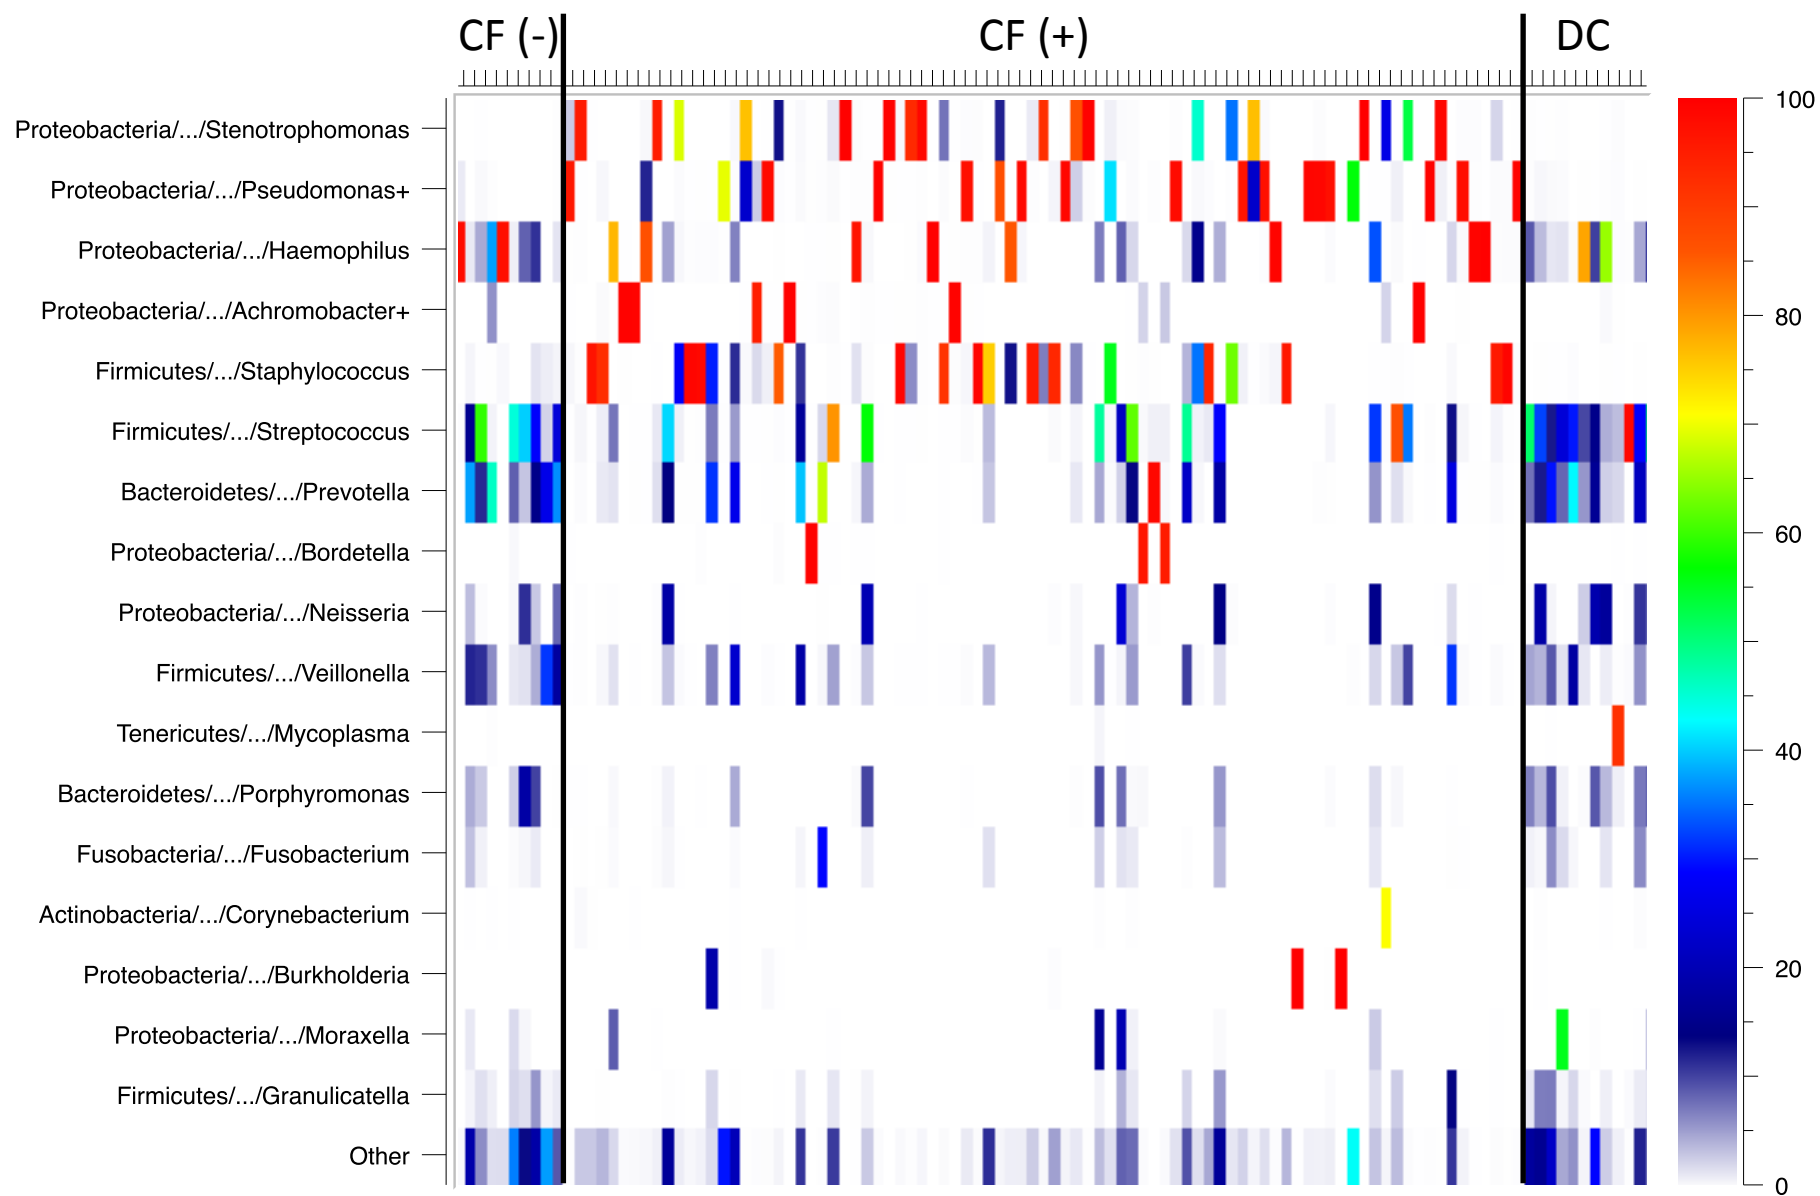 CF (-)
CF (+)
DC
Proteobacteria/.../Stenotrophomonas
Proteobacteria/.../Pseudomonas+
Proteobacteria/.../Haemophilus
Proteobacteria/.../Achromobacter+
Firmicutes/.../Staphylococcus
Firmicutes/.../Streptococcus
Bacteroidetes/.../Prevotella
Proteobacteria/.../Bordetella
Proteobacteria/.../Neisseria
Firmicutes/.../Veillonella
Tenericutes/.../Mycoplasma
Bacteroidetes/.../Porphyromonas
Fusobacteria/.../Fusobacterium
Actinobacteria/.../Corynebacterium
Proteobacteria/.../Burkholderia
Proteobacteria/.../Moraxella
Firmicutes/.../Granulicatella
Other
100
80
60
40
20
0